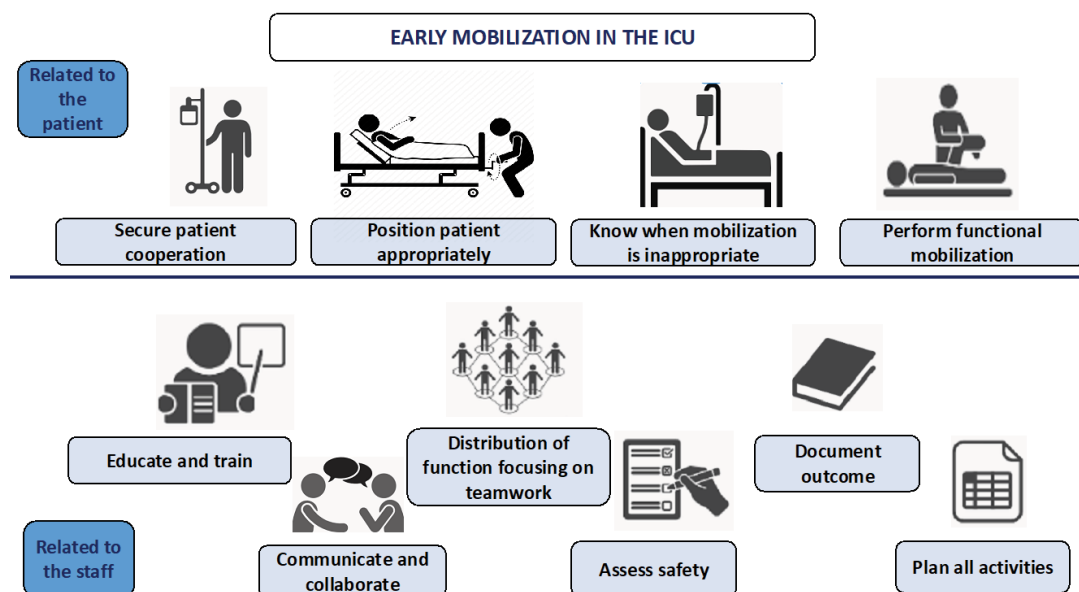 EARLY MOBILIZATION IN THE ICU
Related to
the
patient
Secure patient
cooperation
Position patient
appropriately
Know when mobilization
is inappropriate
Perform functional
mobilization
Educate and train
Distribution of
function focusing on
teamwork
Document
outcome
Related to
the staff
Communicate and
collaborate
Assess safety
Plan all activities